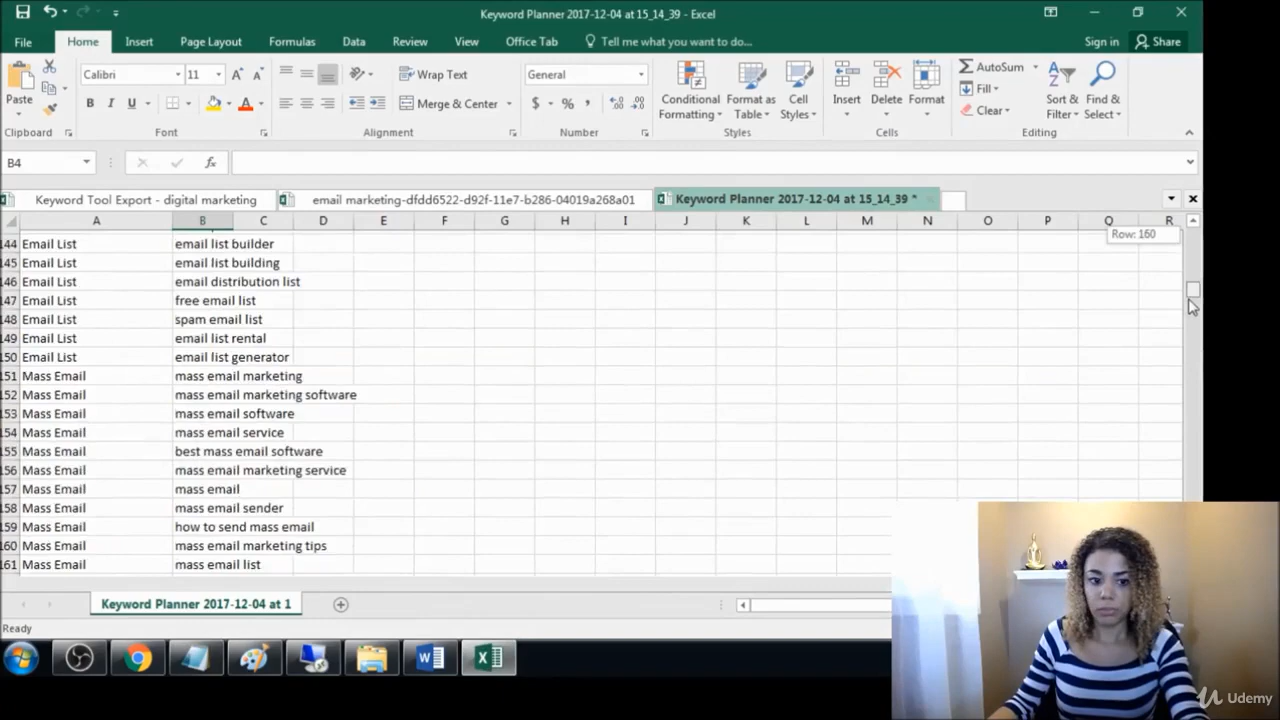 Keyword Planner 2017-12-04 at 15_14_39 - Excel
File Home Insert Page Layout Formulas Data Review View Office Tab Tell me what you want to do... Sign in Share
Calibri 11 Wrap Text General AutoSum
Fill
Paste B I U Merge & Center $ % , Conditional Formatting Format as Table Cell Styles Insert Delete Format Clear Sort & Filter Find & Select
Clipboard Font Alignment Number Styles Cells Editing
B4 fx
Keyword Tool Export - digital marketing email marketing-dfdd6522-d92f-11e7-b286-04019a268a01 Keyword Planner 2017-12-04 at 15_14_39 *
A B C D E F G H I J K L M N O P Q R
Row: 160
144 Email List email list builder
145 Email List email list building
146 Email List email distribution list
147 Email List free email list
148 Email List spam email list
149 Email List email list rental
150 Email List email list generator
151 Mass Email mass email marketing
152 Mass Email mass email marketing software
153 Mass Email mass email software
154 Mass Email mass email service
155 Mass Email best mass email software
156 Mass Email mass email marketing service
157 Mass Email mass email
158 Mass Email mass email sender
159 Mass Email how to send mass email
160 Mass Email mass email marketing tips
161 Mass Email mass email list
Keyword Planner 2017-12-04 at 1
Ready
Udemy